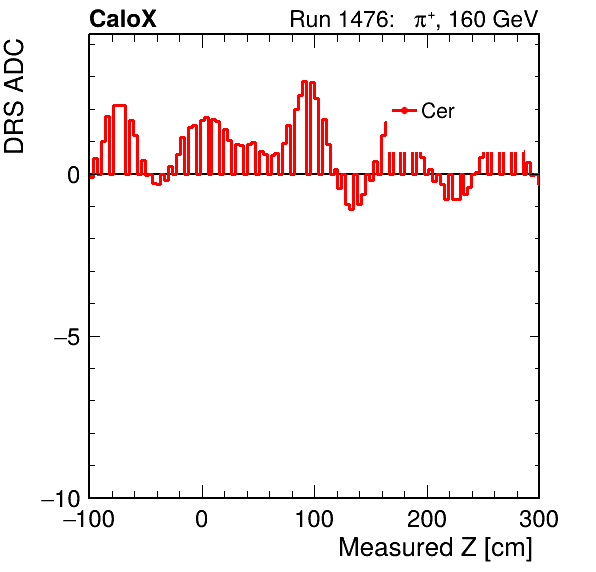 CaloX
Run 1476: π⁺, 160 GeV
DRS ADC
Cer
0
−5
−10
−100 0 100 200 300
Measured Z [cm]